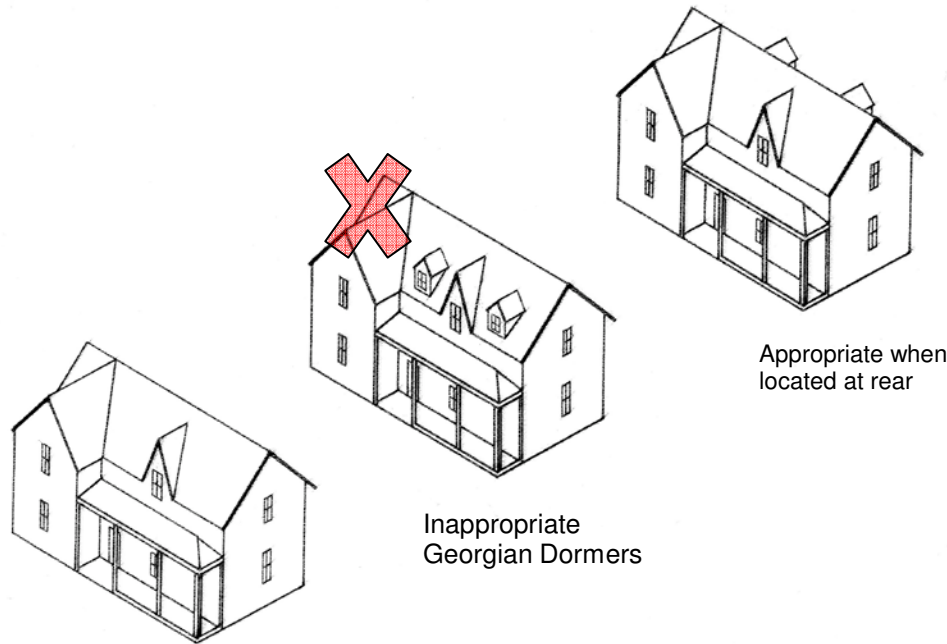 Appropriate when
located at rear
Inappropriate
Georgian Dormers